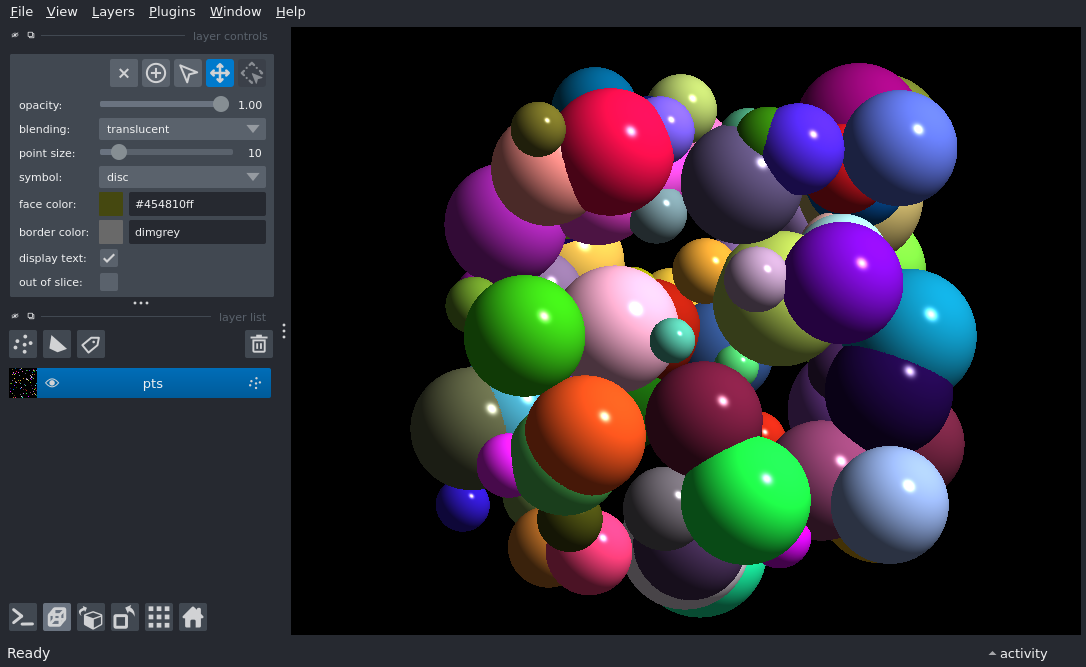 File View Layers Plugins Window Help
layer controls
opacity: 1.00
blending: translucent
point size: 10
symbol: disc
face color: #454810ff
border color: dimgrey
display text:
out of slice:
layer list
pts
Ready
activity